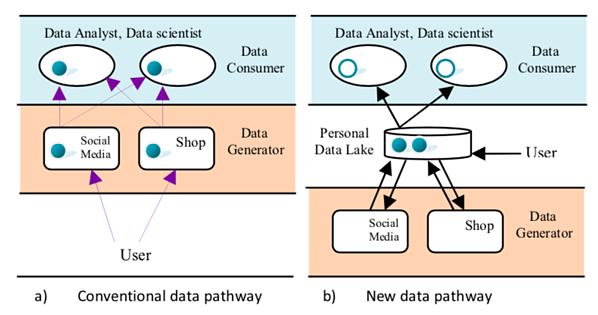 Data Analyst, Data scientist
Data
Consumer
Social
Media
Shop
Data
Generator
User
a) Conventional data pathway
Data Analyst, Data scientist
Data
Consumer
Personal
Data Lake
User
Social
Media
Shop
Data
Generator
b) New data pathway